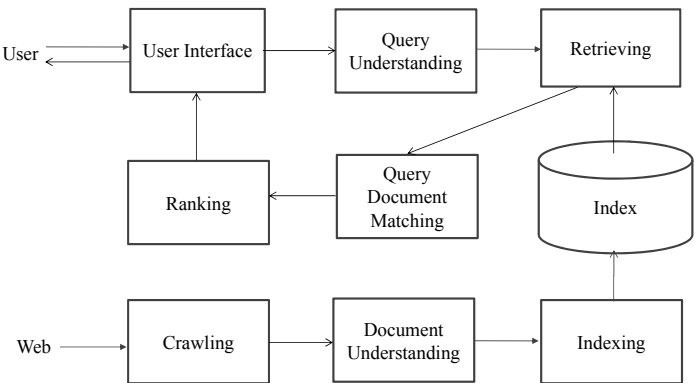 User
User Interface
Query
Understanding
Retrieving
Ranking
Query
Document
Matching
Index
Web
Crawling
Document
Understanding
Indexing